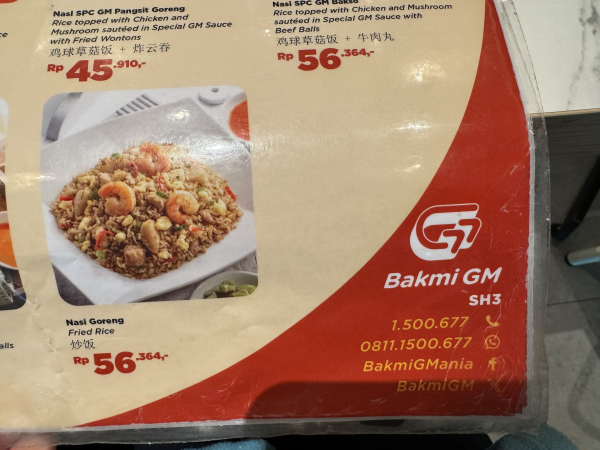 Nasi SPC GM Pangsit Goreng
Rice topped with Chicken and
Mushroom sautéed in Special GM Sauce
with Fried Wontons
鸡球草菇饭 + 炸云吞
Rp 45.910,-
Nasi SPC GM Bakso
Rice topped with Chicken and Mushroom
sautéed in Special GM Sauce with
Beef Balls
鸡球草菇饭 + 牛肉丸
Rp 56.364,-
Nasi Goreng
Fried Rice
炒饭
Rp 56.364,-
alls
Bakmi GM
SH3
1.500.677
0811.1500.677
BakmiGMania
BakmiGM